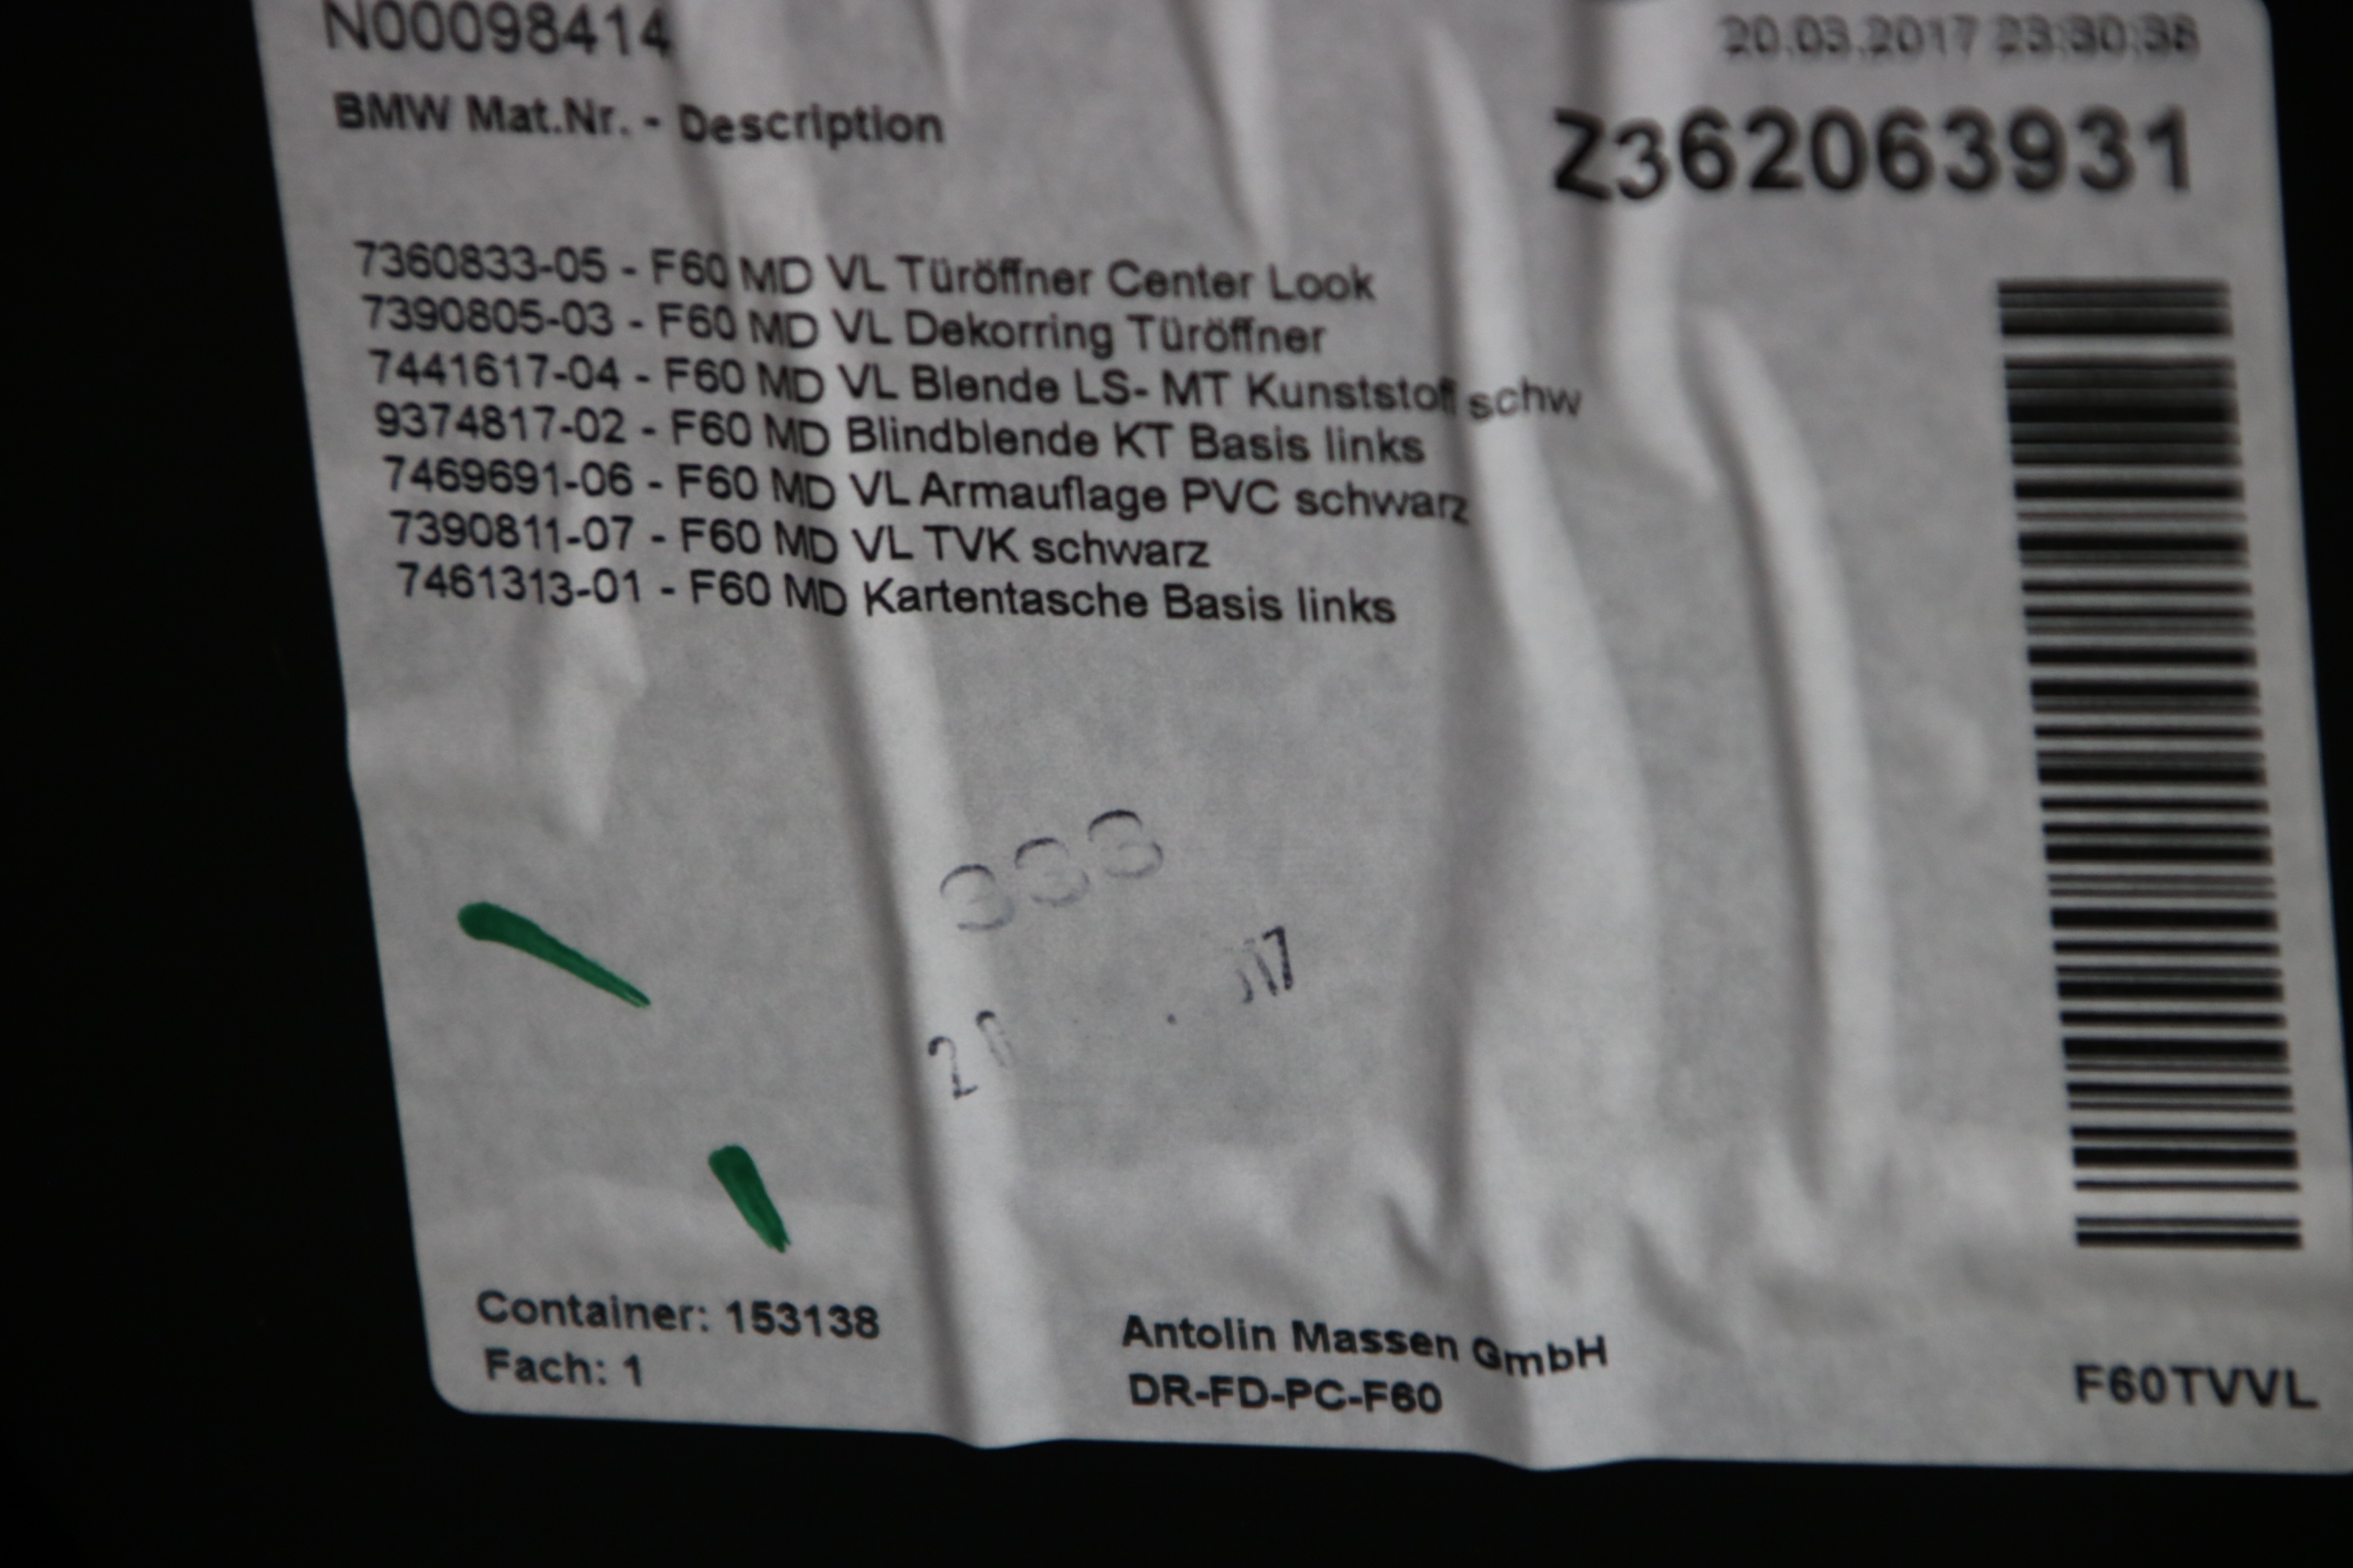 N00098414
20.03.2017 23:30:38
BMW Mat.Nr. - Description
Z362063931
7360833-05 - F60 MD VL Türöffner Center Look
7390805-03 - F60 MD VL Dekorring Türöffner
7441617-04 - F60 MD VL Blende LS- MT Kunststoff schw
9374817-02 - F60 MD Blindblende KT Basis links
7469691-06 - F60 MD VL Armauflage PVC schwarz
7390811-07 - F60 MD VL TVK schwarz
7461313-01 - F60 MD Kartentasche Basis links
333
Container: 153138
Fach: 1
Antolin Massen GmbH
DR-FD-PC-F60
F60TVVL